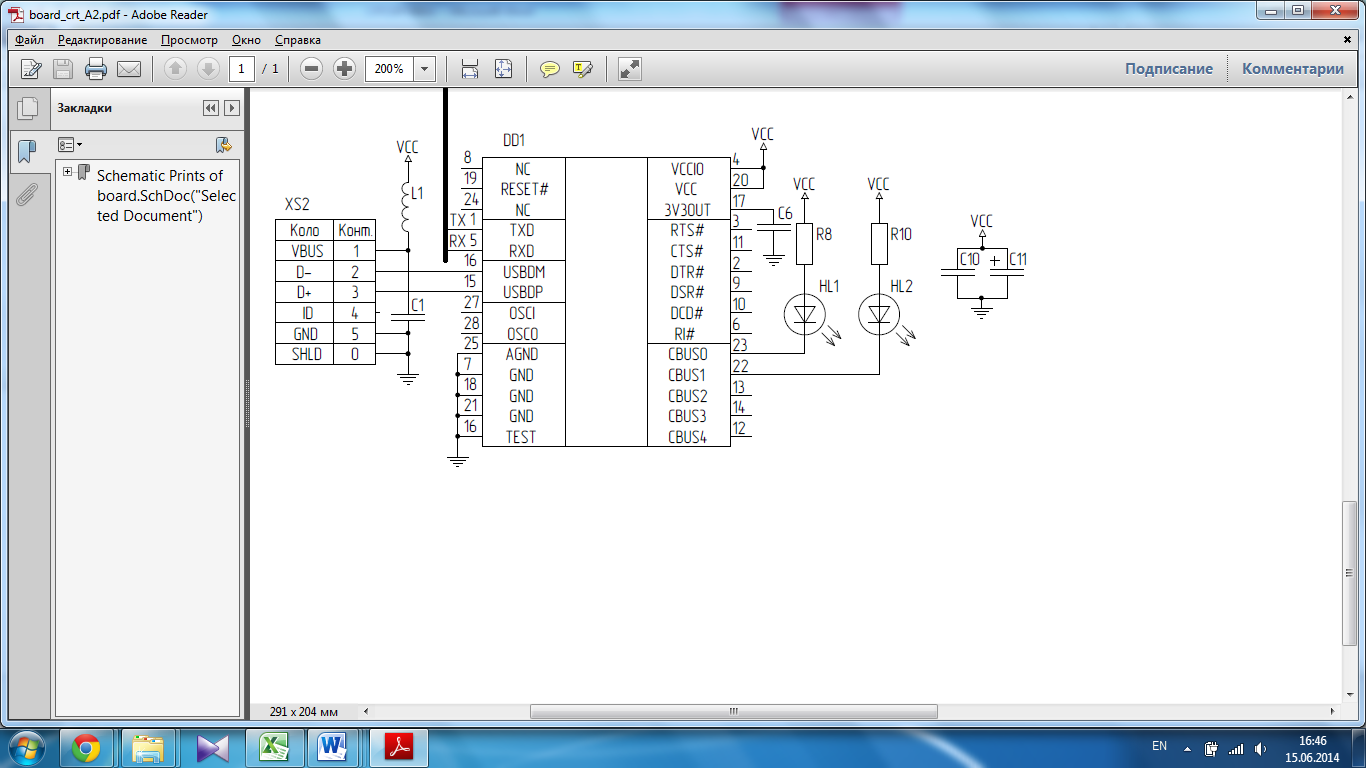 board_crt_A2.pdf - Adobe Reader
Файл Редактирование Просмотр Окно Справка
1 / 1 200% Подписание Комментарии
Закладки
Schematic Prints of
board.SchDoc("Selec
ted Document")
XS2
Коло Конт.
VBUS 1
D− 2
D+ 3
ID 4
GND 5
SHLD 0
VCC
L1
C1
DD1
8 NC
19 RESET#
24 NC
TX 1 TXD
RX 5 RXD
16 USBDM
15 USBDP
27 OSCI
28 OSCO
25 AGND
7 GND
18 GND
21 GND
16 TEST
VCCIO 4
VCC 20
3V3OUT 17
RTS# 3
CTS# 11
DTR# 2
DSR# 9
DCD# 10
RI# 6
CBUS0 23
CBUS1 22
CBUS2 13
CBUS3 14
CBUS4 12
VCC
C6
VCC
R8
HL1
VCC
R10
HL2
VCC
C10 + C11
291 x 204 мм
EN
16:46
15.06.2014